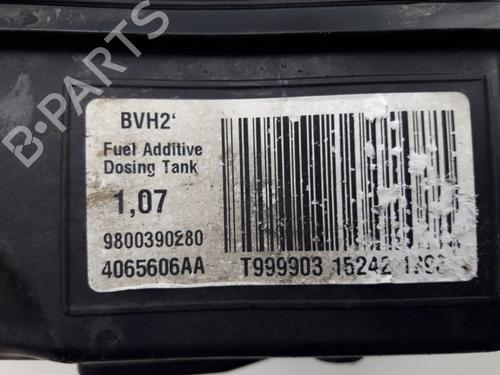 B-PARTS
BVH2'
Fuel Additive
Dosing Tank
1,07
9800390280
4065606AA
T999903 15242